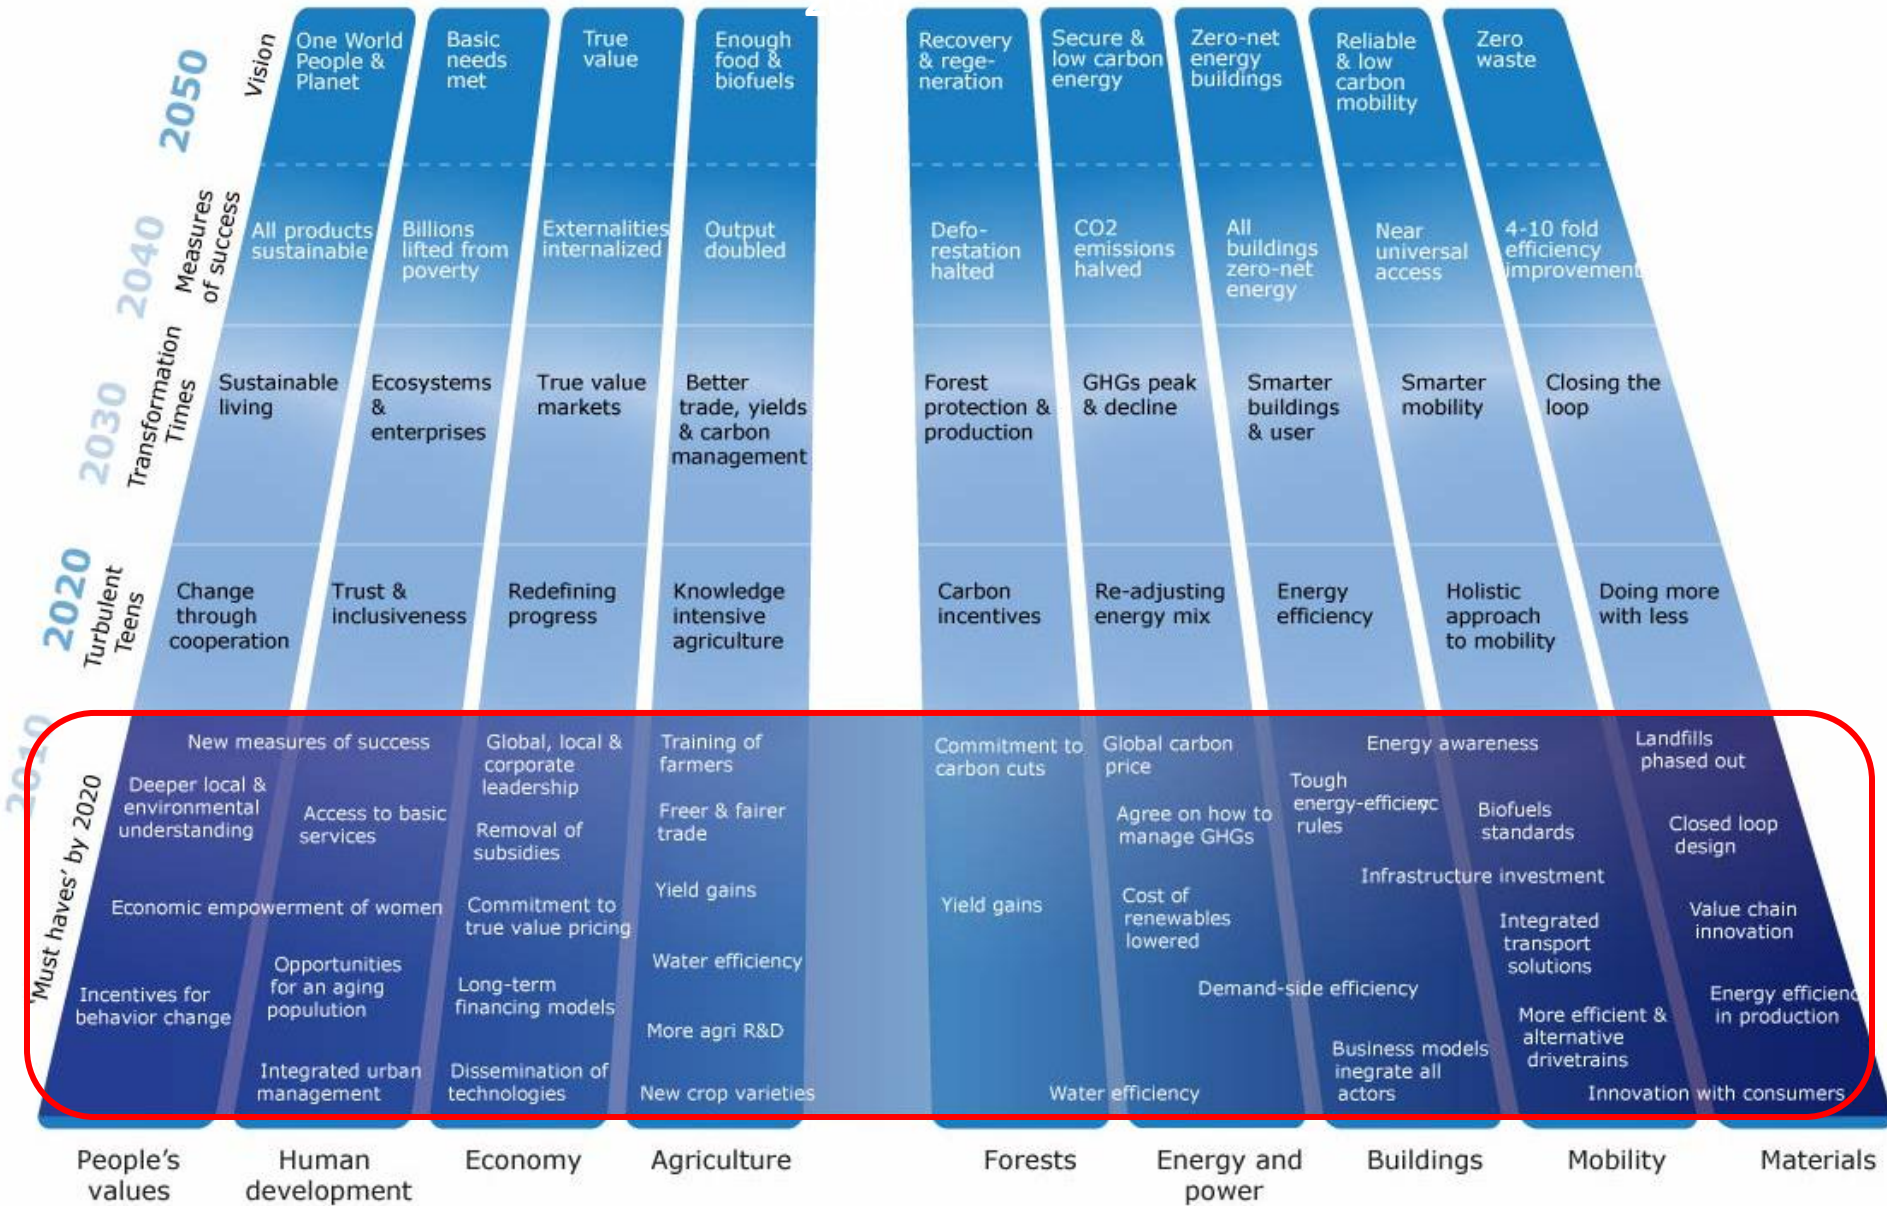 2050
Vision
One World
People &
Planet
Basic
needs
met
True
value
Enough
food &
biofuels
Recovery
& rege-
neration
Secure &
low carbon
energy
Zero-net
energy
buildings
Reliable
& low
carbon
mobility
Zero
waste
2040
Measures
of success
All products
sustainable
Billions
lifted from
poverty
Externalities
internalized
Output
doubled
Defo-
restation
halted
CO2
emissions
halved
All
buildings
zero-net
energy
Near
universal
access
4-10 fold
efficiency
improvement
2030
Transformation
Times
Sustainable
living
Ecosystems
&
enterprises
True value
markets
Better
trade, yields
& carbon
management
Forest
protection &
production
GHGs peak
& decline
Smarter
buildings
& user
Smarter
mobility
Closing the
loop
2020
Turbulent
Teens
Change
through
cooperation
Trust &
inclusiveness
Redefining
progress
Knowledge
intensive
agriculture
Carbon
incentives
Re-adjusting
energy mix
Energy
efficiency
Holistic
approach
to mobility
Doing more
with less
2010
'Must haves' by 2020
New measures of success
Deeper local &
environmental
understanding
Access to basic
services
Economic empowerment of women
Opportunities
for an aging
populution
Incentives for
behavior change
Integrated urban
management
Global, local &
corporate
leadership
Removal of
subsidies
Commitment to
true value pricing
Long-term
financing models
Dissemination of
technologies
Training of
farmers
Freer & fairer
trade
Yield gains
Water efficiency
More agri R&D
New crop varieties
Commitment to
carbon cuts
Yield gains
Water efficiency
Global carbon
price
Agree on how to
manage GHGs
Cost of
renewables
lowered
Demand-side efficiency
Energy awareness
Tough
energy-efficienc
rules
Infrastructure investment
Business models
inegrate all
actors
Biofuels
standards
Integrated
transport
solutions
More efficient &
alternative
drivetrains
Innovation with consumers
Landfills
phased out
Closed loop
design
Value chain
innovation
Energy efficienc
in production
People's
values
Human
development
Economy
Agriculture
Forests
Energy and
power
Buildings
Mobility
Materials